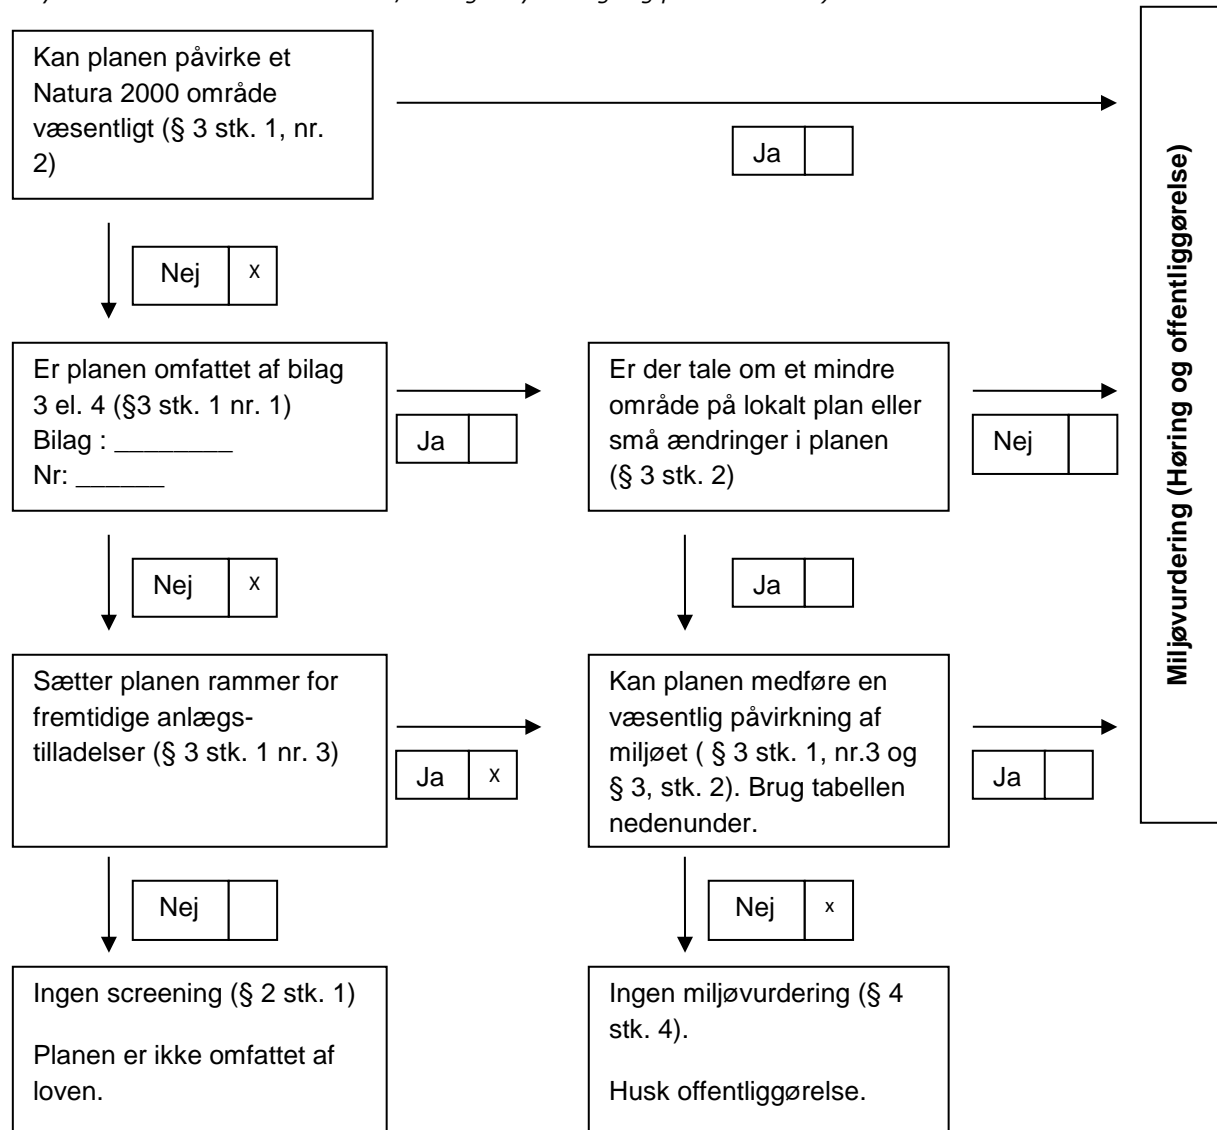 Kan planen påvirke et
Natura 2000 område
væsentligt (§ 3 stk. 1, nr.
2)
Ja
Nej x
Er planen omfattet af bilag
3 el. 4 (§3 stk. 1 nr. 1)
Bilag : ________
Nr: ______
Ja
Er der tale om et mindre
område på lokalt plan eller
små ændringer i planen
(§ 3 stk. 2)
Nej
Nej x
Ja
Sætter planen rammer for
fremtidige anlægs-
tilladelser (§ 3 stk. 1 nr. 3)
Ja x
Kan planen medføre en
væsentlig påvirkning af
miljøet ( § 3 stk. 1, nr.3 og
§ 3, stk. 2). Brug tabellen
nedenunder.
Ja
Nej
Nej x
Ingen screening (§ 2 stk. 1)
Planen er ikke omfattet af
loven.
Ingen miljøvurdering (§ 4
stk. 4).
Husk offentliggørelse.
Miljøvurdering (Høring og offentliggørelse)